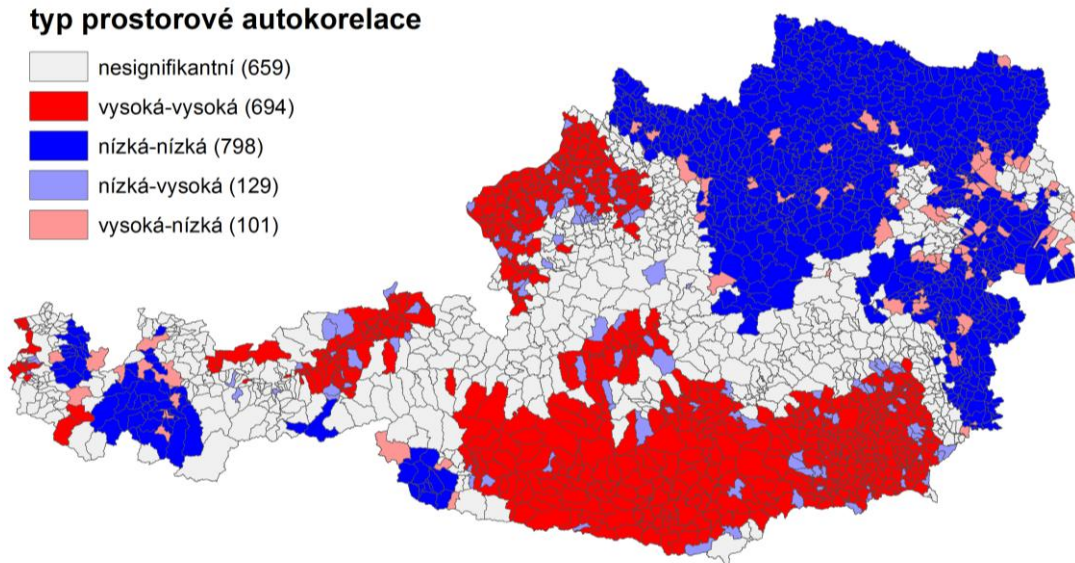 typ prostorové autokorelace
nesignifikantní (659)
vysoká-vysoká (694)
nízká-nízká (798)
nízká-vysoká (129)
vysoká-nízká (101)